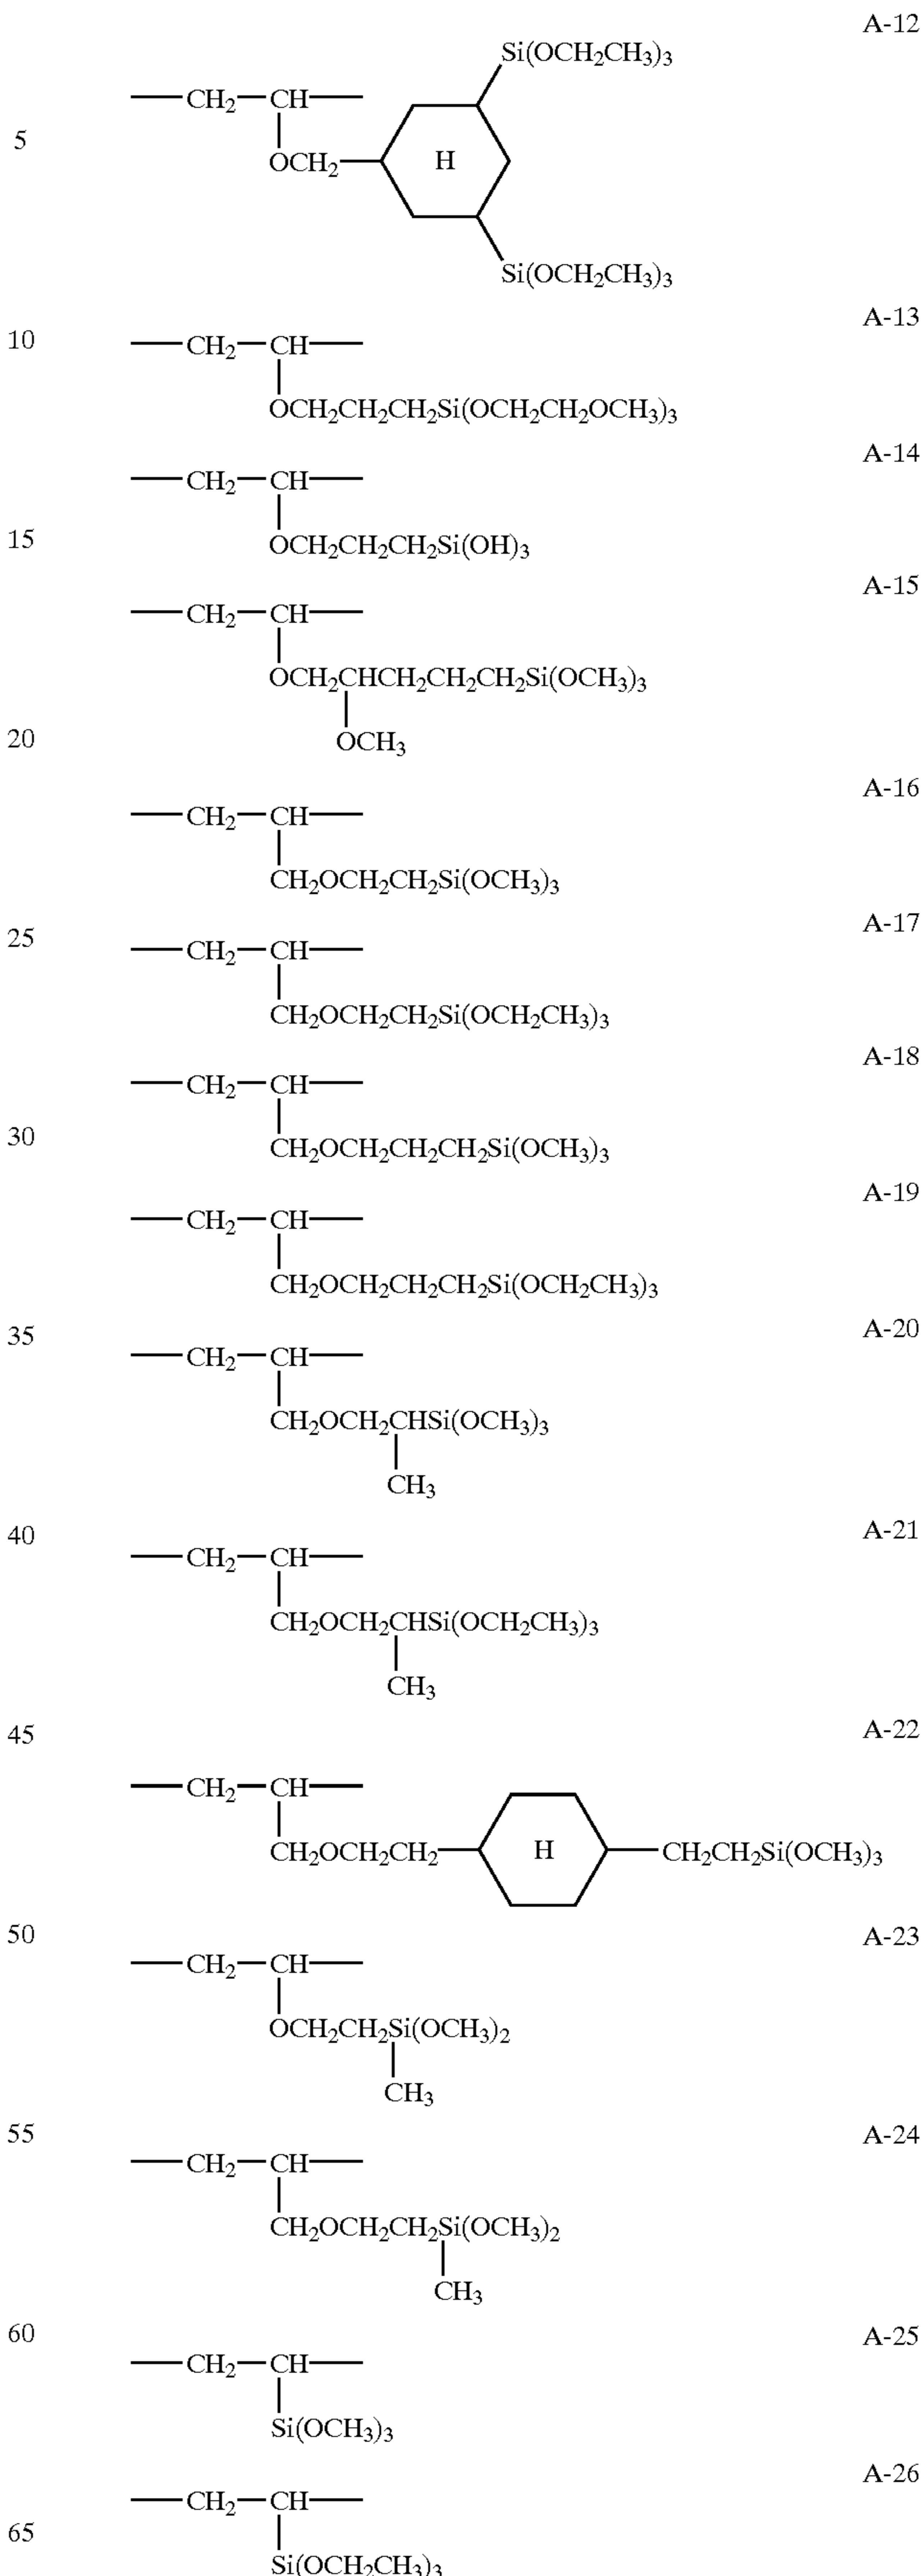 A-12
Si(OCH2CH3)3
—CH2—CH—
5
OCH2— H
Si(OCH2CH3)3
A-13
10
—CH2—CH—
OCH2CH2CH2Si(OCH2CH2OCH3)3
A-14
—CH2—CH—
15
OCH2CH2CH2Si(OH)3
A-15
—CH2—CH—
OCH2CHCH2CH2CH2Si(OCH3)3
20
OCH3
A-16
—CH2—CH—
CH2OCH2CH2Si(OCH3)3
A-17
25
—CH2—CH—
CH2OCH2CH2Si(OCH2CH3)3
A-18
—CH2—CH—
30
CH2OCH2CH2CH2Si(OCH3)3
A-19
—CH2—CH—
CH2OCH2CH2CH2Si(OCH2CH3)3
A-20
35
—CH2—CH—
CH2OCH2CHSi(OCH3)3
CH3
A-21
40
—CH2—CH—
CH2OCH2CHSi(OCH2CH3)3
CH3
A-22
45
—CH2—CH—
CH2OCH2CH2— H —CH2CH2Si(OCH3)3
A-23
50
—CH2—CH—
OCH2CH2Si(OCH3)2
CH3
A-24
55
—CH2—CH—
CH2OCH2CH2Si(OCH3)2
CH3
A-25
60
—CH2—CH—
Si(OCH3)3
A-26
—CH2—CH—
65
Si(OCH2CH3)3